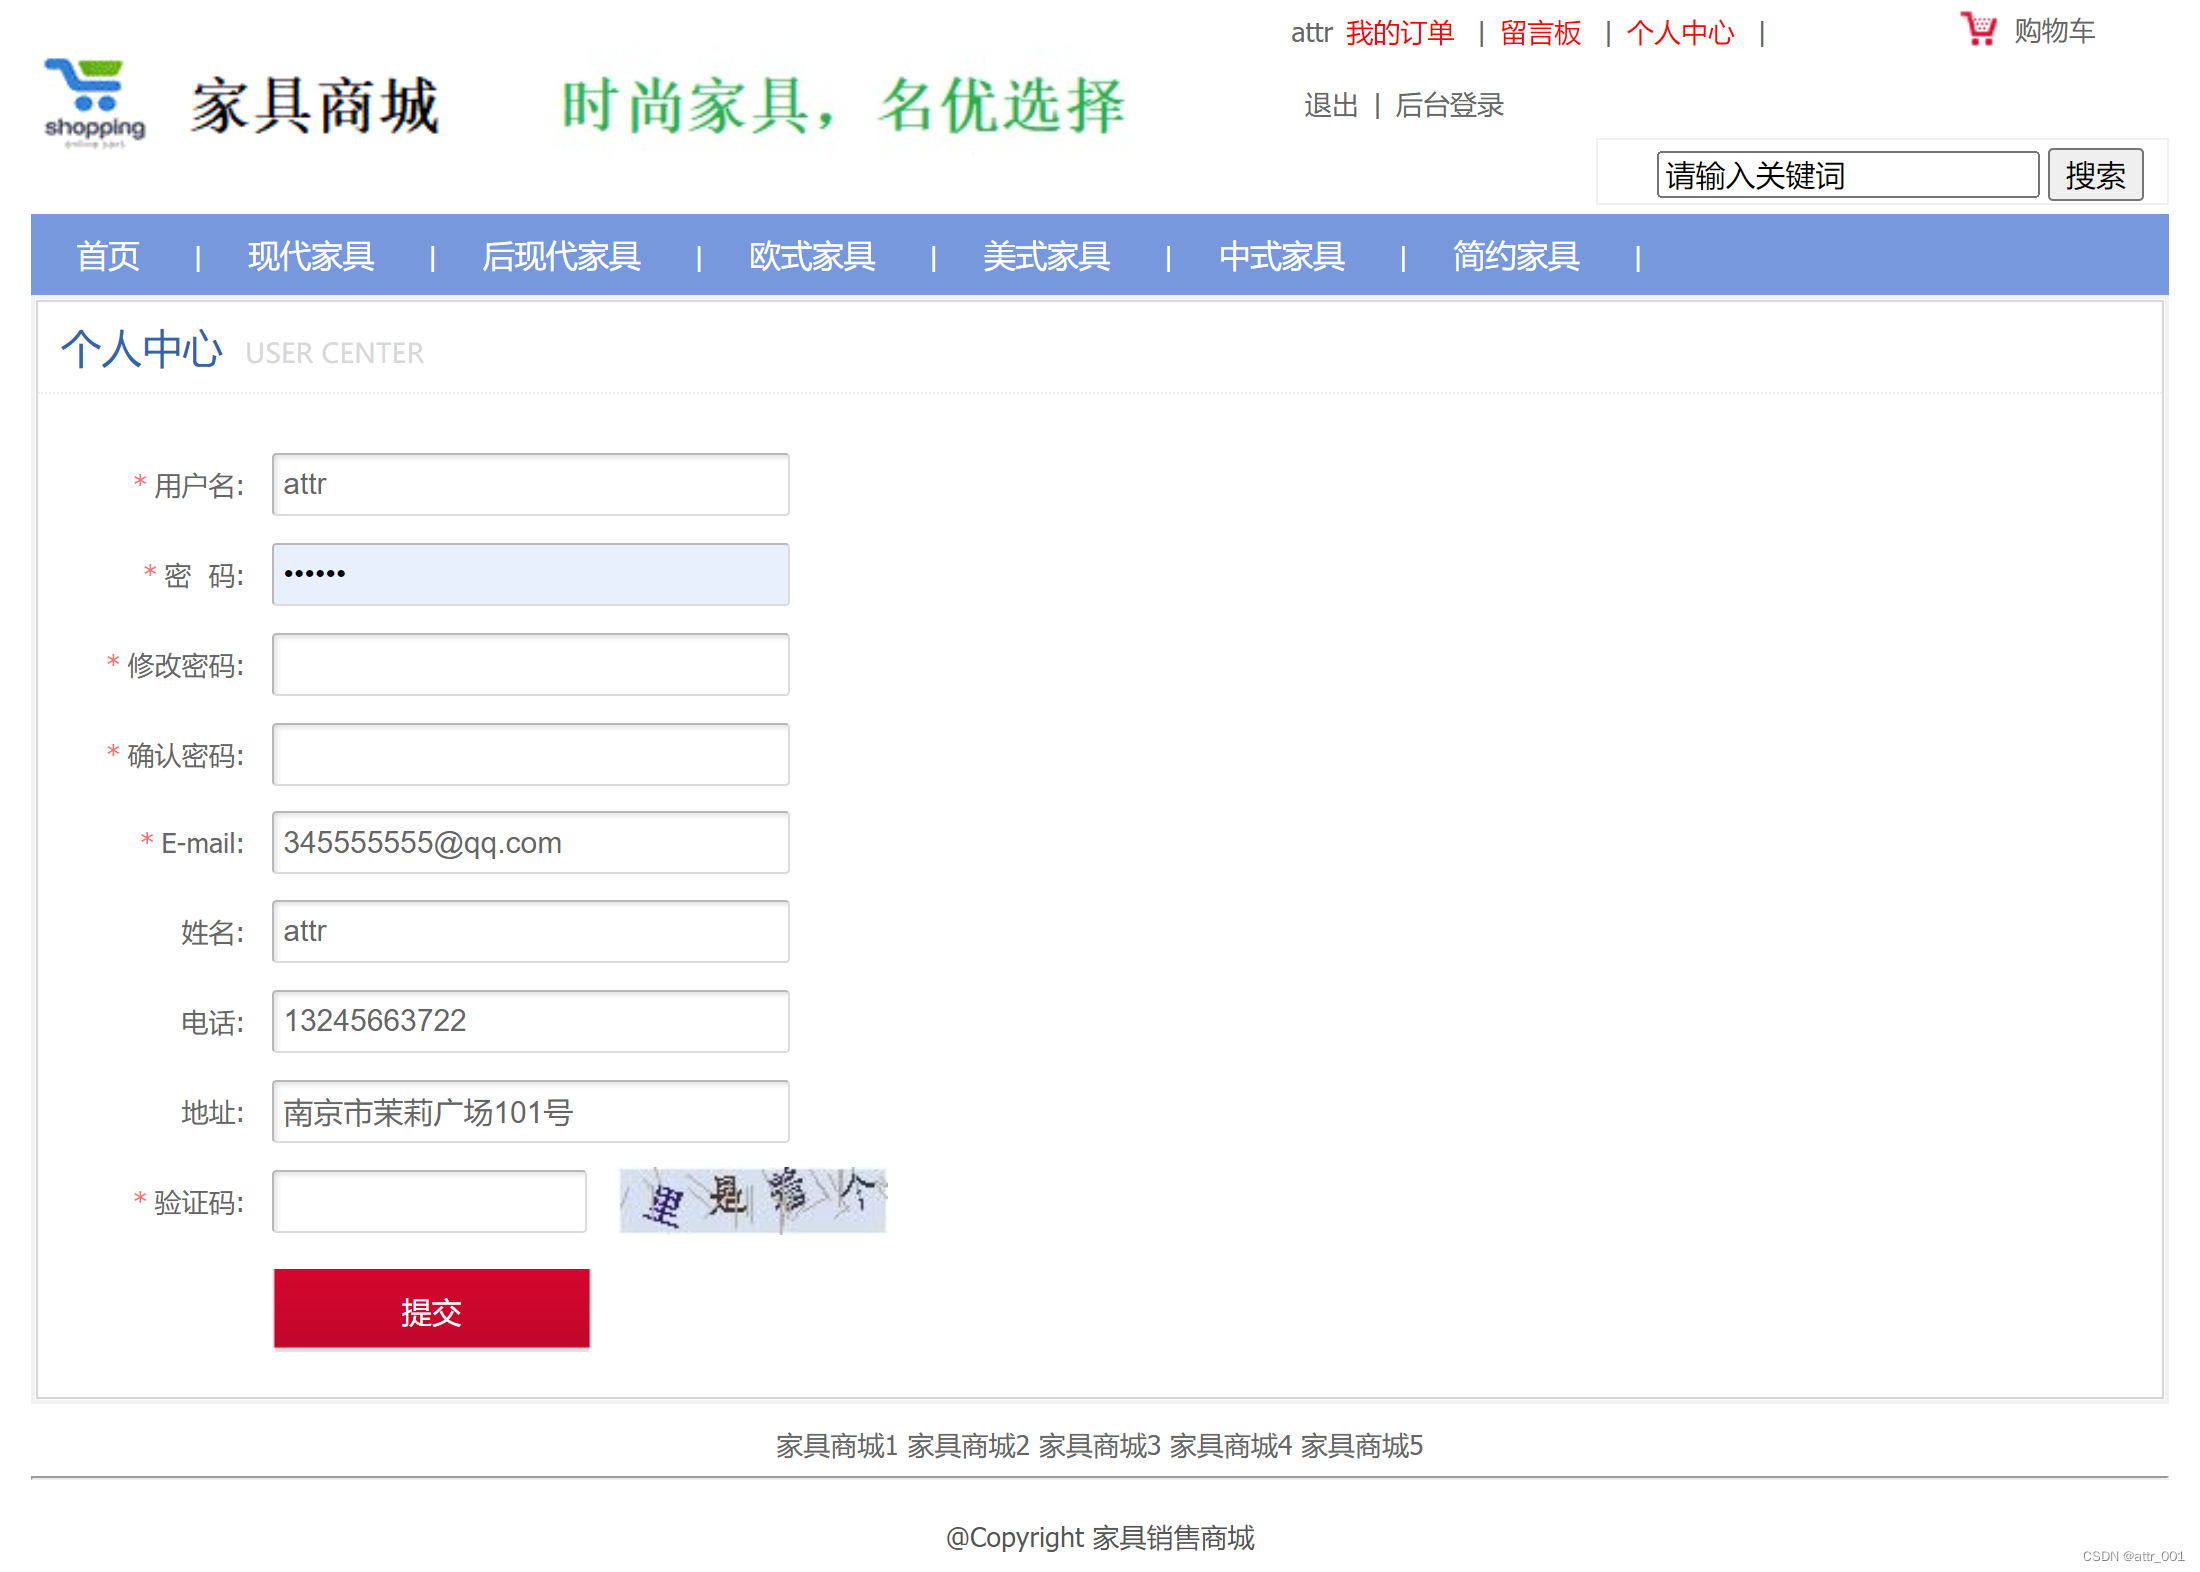 attr 我的订单 | 留言板 | 个人中心 | 购物车
shopping
家具商城 时尚家具，名优选择
退出 | 后台登录
请输入关键词 搜索
首页 | 现代家具 | 后现代家具 | 欧式家具 | 美式家具 | 中式家具 | 简约家具 |
个人中心 USER CENTER
* 用户名: attr
* 密 码: ••••••
* 修改密码:
* 确认密码:
* E-mail: 345555555@qq.com
姓名: attr
电话: 13245663722
地址: 南京市茉莉广场101号
* 验证码:
提交
家具商城1 家具商城2 家具商城3 家具商城4 家具商城5
@Copyright 家具销售商城
CSDN @attr_001